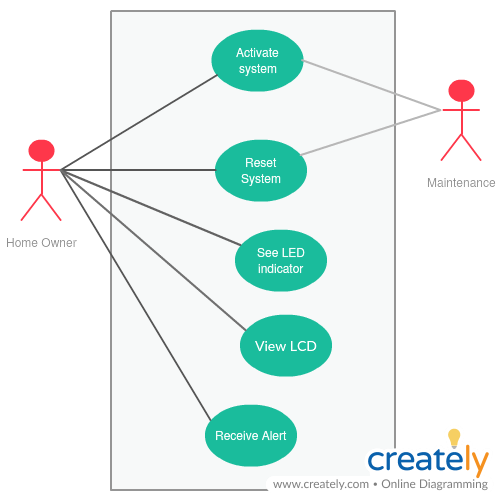 Activate
system
Reset
System
Maintenance
Home Owner
See LED
indicator
View LCD
Receive Alert
creately
www.creately.com • Online Diagramming